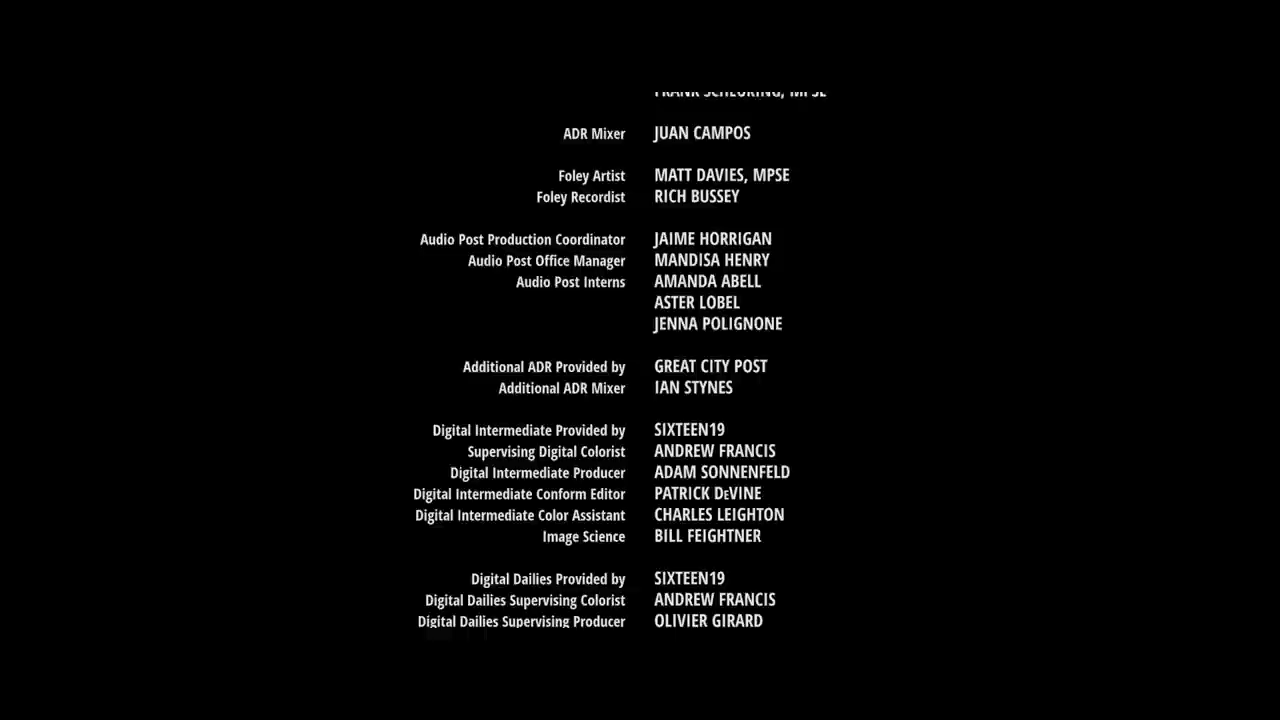 FRANK SCHEURING, MPSE
ADR Mixer JUAN CAMPOS
Foley Artist MATT DAVIES, MPSE
Foley Recordist RICH BUSSEY
Audio Post Production Coordinator JAIME HORRIGAN
Audio Post Office Manager MANDISA HENRY
Audio Post Interns AMANDA ABELL
ASTER LOBEL
JENNA POLIGNONE
Additional ADR Provided by GREAT CITY POST
Additional ADR Mixer IAN STYNES
Digital Intermediate Provided by SIXTEEN19
Supervising Digital Colorist ANDREW FRANCIS
Digital Intermediate Producer ADAM SONNENFELD
Digital Intermediate Conform Editor PATRICK DeVINE
Digital Intermediate Color Assistant CHARLES LEIGHTON
Image Science BILL FEIGHTNER
Digital Dailies Provided by SIXTEEN19
Digital Dailies Supervising Colorist ANDREW FRANCIS
Digital Dailies Supervising Producer OLIVIER GIRARD